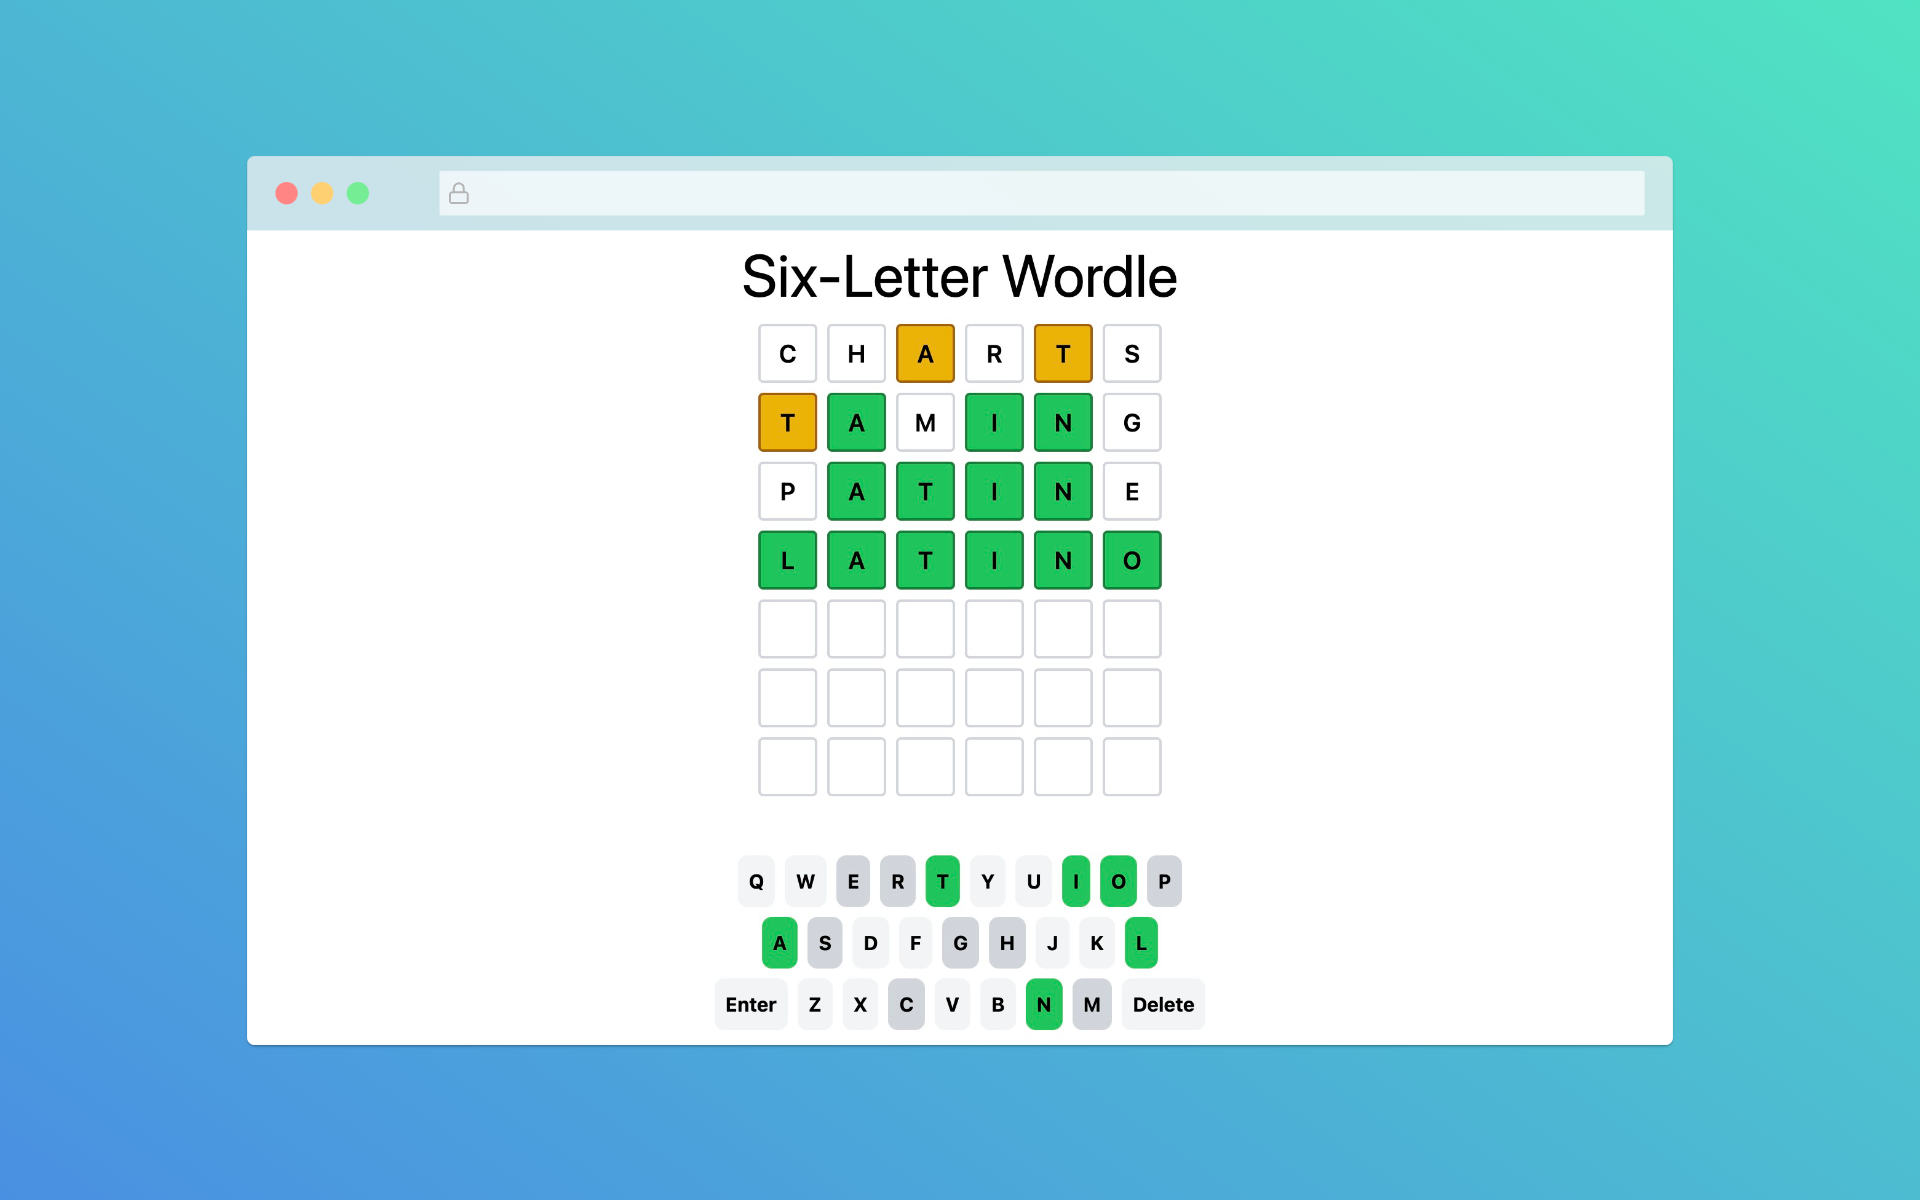 Six-Letter Wordle
C H A R T S
T A M I N G
P A T I N E
L A T I N O
Q W E R T Y U I O P
A S D F G H J K L
Enter Z X C V B N M Delete